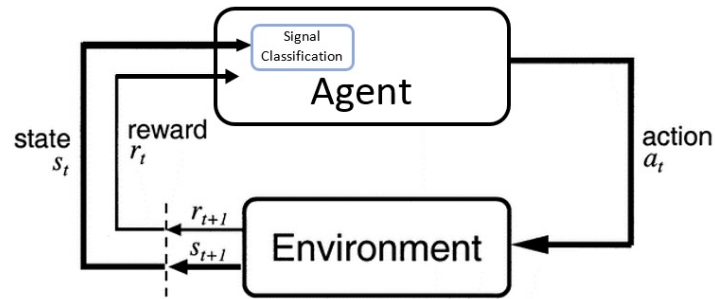 Signal
Classification
Agent
state
s_t
reward
r_t
action
a_t
r_{t+1}
s_{t+1}
Environment